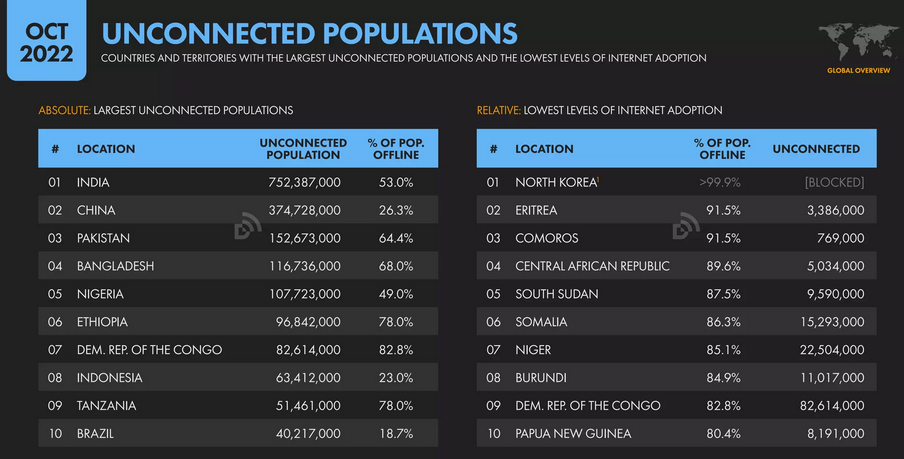 OCT
2022
UNCONNECTED POPULATIONS
COUNTRIES AND TERRITORIES WITH THE LARGEST UNCONNECTED POPULATIONS AND THE LOWEST LEVELS OF INTERNET ADOPTION
GLOBAL OVERVIEW
ABSOLUTE: LARGEST UNCONNECTED POPULATIONS
# LOCATION UNCONNECTED POPULATION % OF POP. OFFLINE
01 INDIA 752,387,000 53.0%
02 CHINA 374,728,000 26.3%
03 PAKISTAN 152,673,000 64.4%
04 BANGLADESH 116,736,000 68.0%
05 NIGERIA 107,723,000 49.0%
06 ETHIOPIA 96,842,000 78.0%
07 DEM. REP. OF THE CONGO 82,614,000 82.8%
08 INDONESIA 63,412,000 23.0%
09 TANZANIA 51,461,000 78.0%
10 BRAZIL 40,217,000 18.7%
RELATIVE: LOWEST LEVELS OF INTERNET ADOPTION
# LOCATION % OF POP. OFFLINE UNCONNECTED
01 NORTH KOREA¹ >99.9% [BLOCKED]
02 ERITREA 91.5% 3,386,000
03 COMOROS 91.5% 769,000
04 CENTRAL AFRICAN REPUBLIC 89.6% 5,034,000
05 SOUTH SUDAN 87.5% 9,590,000
06 SOMALIA 86.3% 15,293,000
07 NIGER 85.1% 22,504,000
08 BURUNDI 84.9% 11,017,000
09 DEM. REP. OF THE CONGO 82.8% 82,614,000
10 PAPUA NEW GUINEA 80.4% 8,191,000